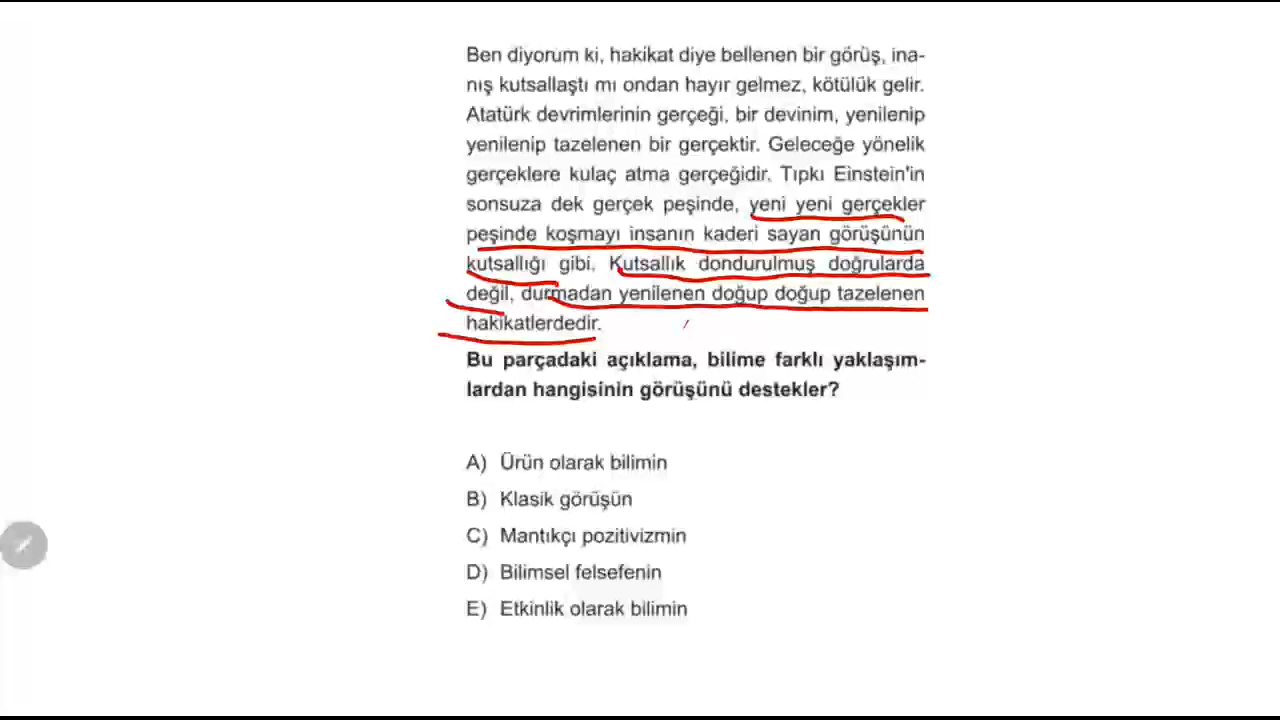 Ben diyorum ki, hakikat diye bellenen bir görüş, ina-
nış kutsallaştı mı ondan hayır gelmez, kötülük gelir.
Atatürk devrimlerinin gerçeği, bir devinim, yenilenip
yenilenip tazelenen bir gerçektir. Geleceğe yönelik
gerçeklere kulaç atma gerçeğidir. Tıpkı Einstein'in
sonsuza dek gerçek peşinde, yeni yeni gerçekler
peşinde koşmayı insanın kaderi sayan görüşünün
kutsallığı gibi. Kutsallık dondurulmuş doğrularda
değil, durmadan yenilenen doğup doğup tazelenen
hakikatlerdedir.
Bu parçadaki açıklama, bilime farklı yaklaşım-
lardan hangisinin görüşünü destekler?
A) Ürün olarak bilimin
B) Klasik görüşün
C) Mantıkçı pozitivizmin
D) Bilimsel felsefenin
E) Etkinlik olarak bilimin